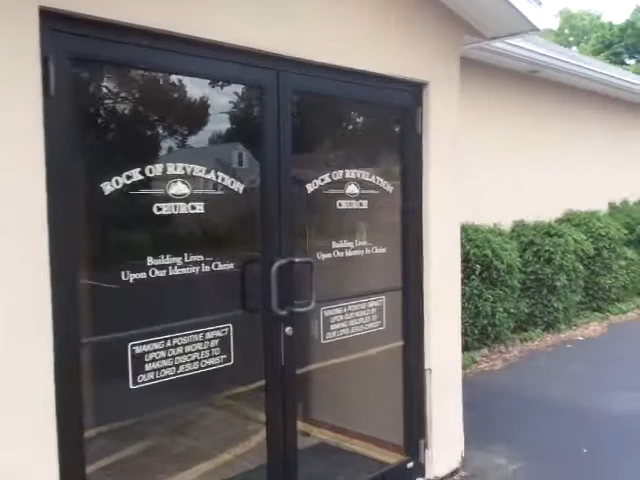 ROCK OF REVELATION
CHURCH
Building Lives ...
Upon Our Identity In Christ
"MAKING A POSITIVE IMPACT
UPON OUR WORLD BY
MAKING DISCIPLES TO
OUR LORD JESUS CHRIST"
ROCK OF REVELATION
CHURCH
Building Lives ...
Upon Our Identity In Christ
"MAKING A POSITIVE IMPACT
UPON OUR WORLD BY
MAKING DISCIPLES TO
OUR LORD JESUS CHRIST"